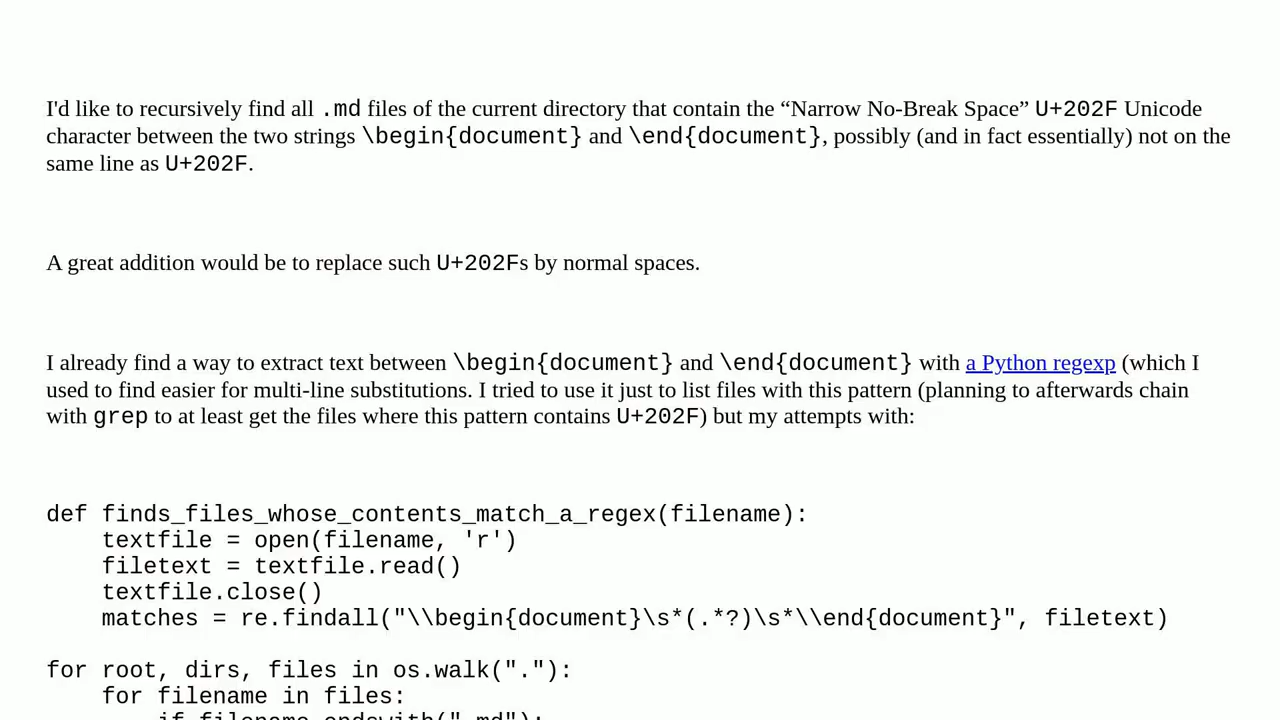 I'd like to recursively find all .md files of the current directory that contain the “Narrow No-Break Space” U+202F Unicode
character between the two strings \begin{document} and \end{document}, possibly (and in fact essentially) not on the
same line as U+202F.
A great addition would be to replace such U+202Fs by normal spaces.
I already find a way to extract text between \begin{document} and \end{document} with a Python regexp (which I
used to find easier for multi-line substitutions. I tried to use it just to list files with this pattern (planning to afterwards chain
with grep to at least get the files where this pattern contains U+202F) but my attempts with:
def finds_files_whose_contents_match_a_regex(filename):
    textfile = open(filename, 'r')
    filetext = textfile.read()
    textfile.close()
    matches = re.findall("\\begin{document}\s*(.*?)\s*\\end{document}", filetext)
for root, dirs, files in os.walk("."):
    for filename in files:
        if filename.endswith(".md"):